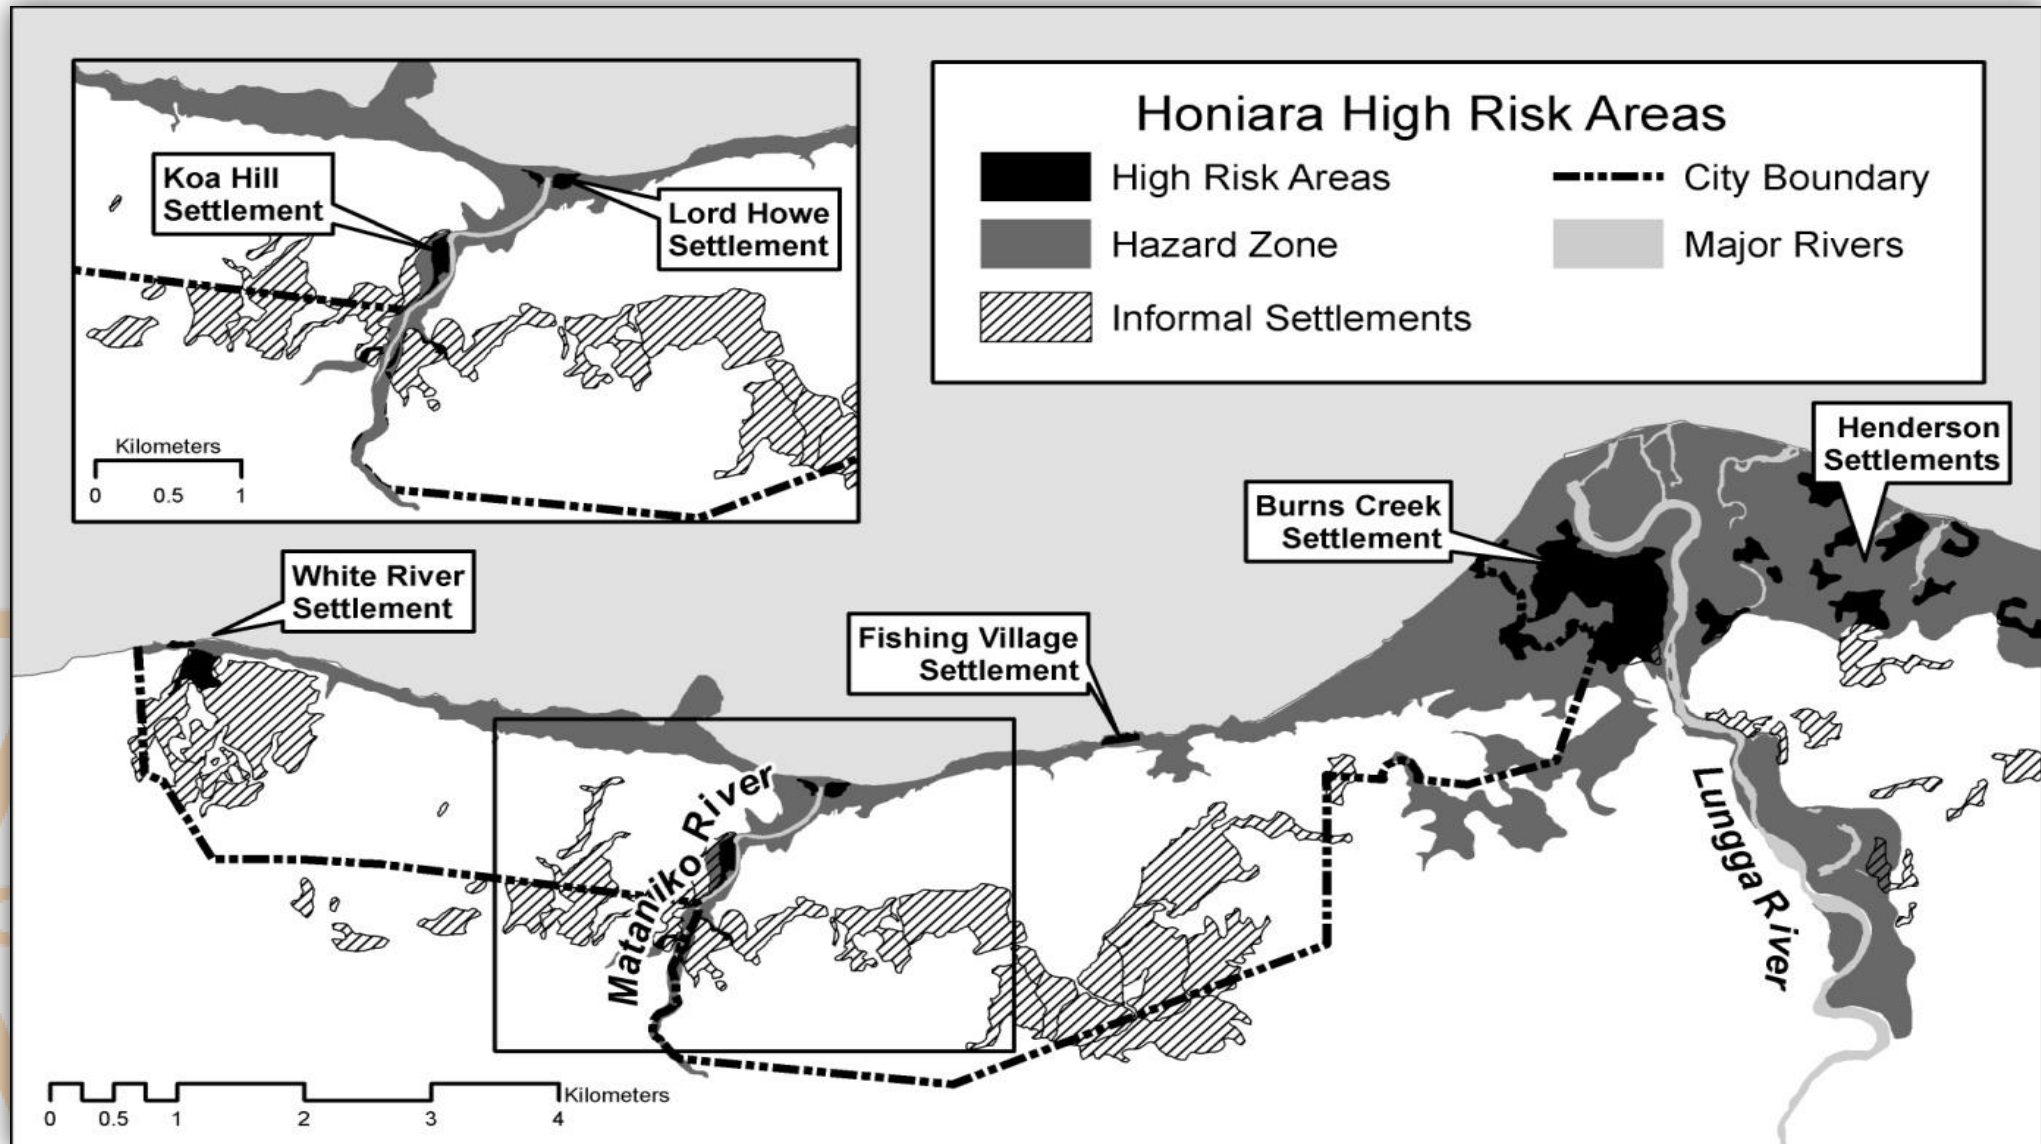 Honiara High Risk Areas
High Risk Areas
Hazard Zone
Informal Settlements
City Boundary
Major Rivers
Koa Hill
Settlement
Lord Howe
Settlement
Kilometers
0 0.5 1
Henderson
Settlements
Burns Creek
Settlement
White River
Settlement
Fishing Village
Settlement
Mataniko River
Lungga River
Kilometers
0 0.5 1 2 3 4